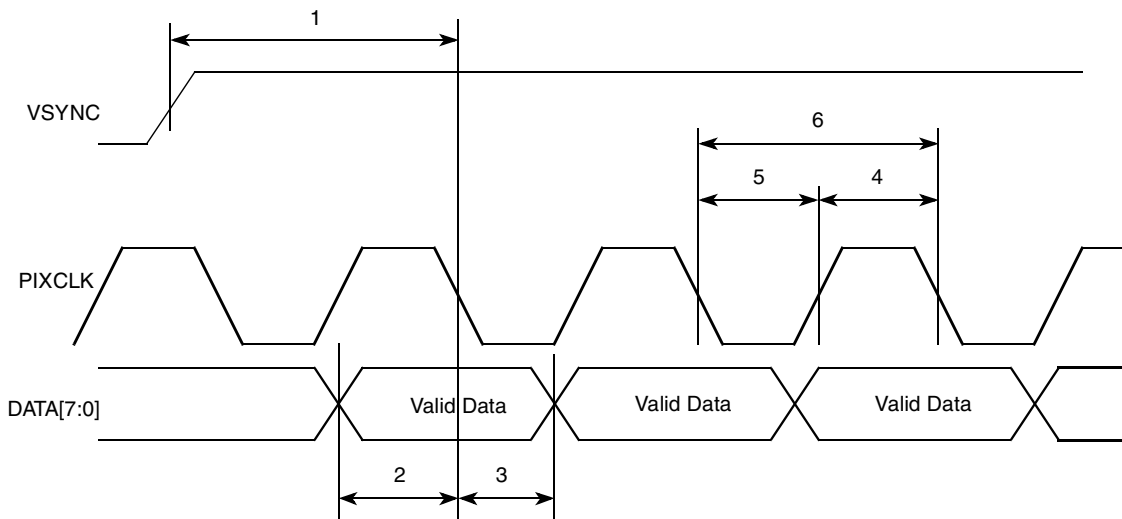 1
VSYNC
6
5
4
PIXCLK
DATA[7:0]
Valid Data
Valid Data
Valid Data
2
3